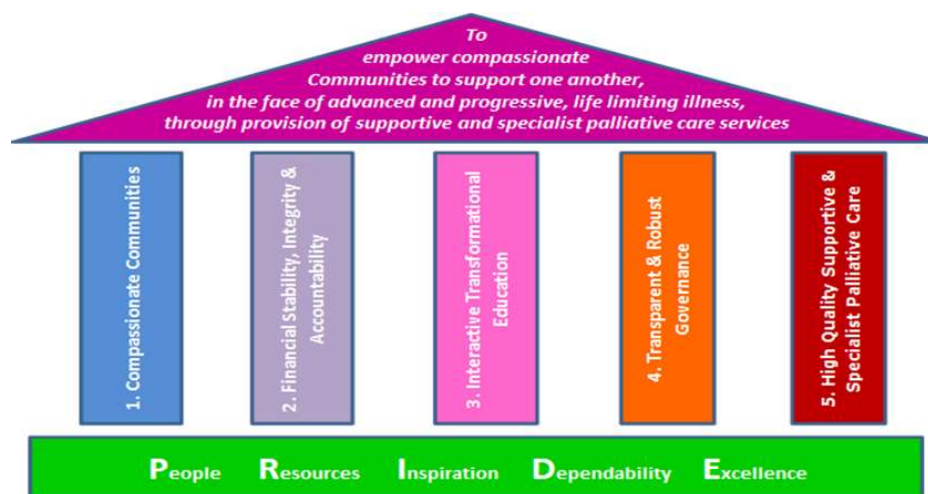 To
empower compassionate
Communities to support one another,
in the face of advanced and progressive, life limiting illness,
through provision of supportive and specialist palliative care services
1. Compassionate Communities
2. Financial Stability, Integrity &
Accountability
3. Interactive Transformational
Education
4. Transparent & Robust
Governance
5. High Quality Supportive &
Specialist Palliative Care
People Resources Inspiration Dependability Excellence